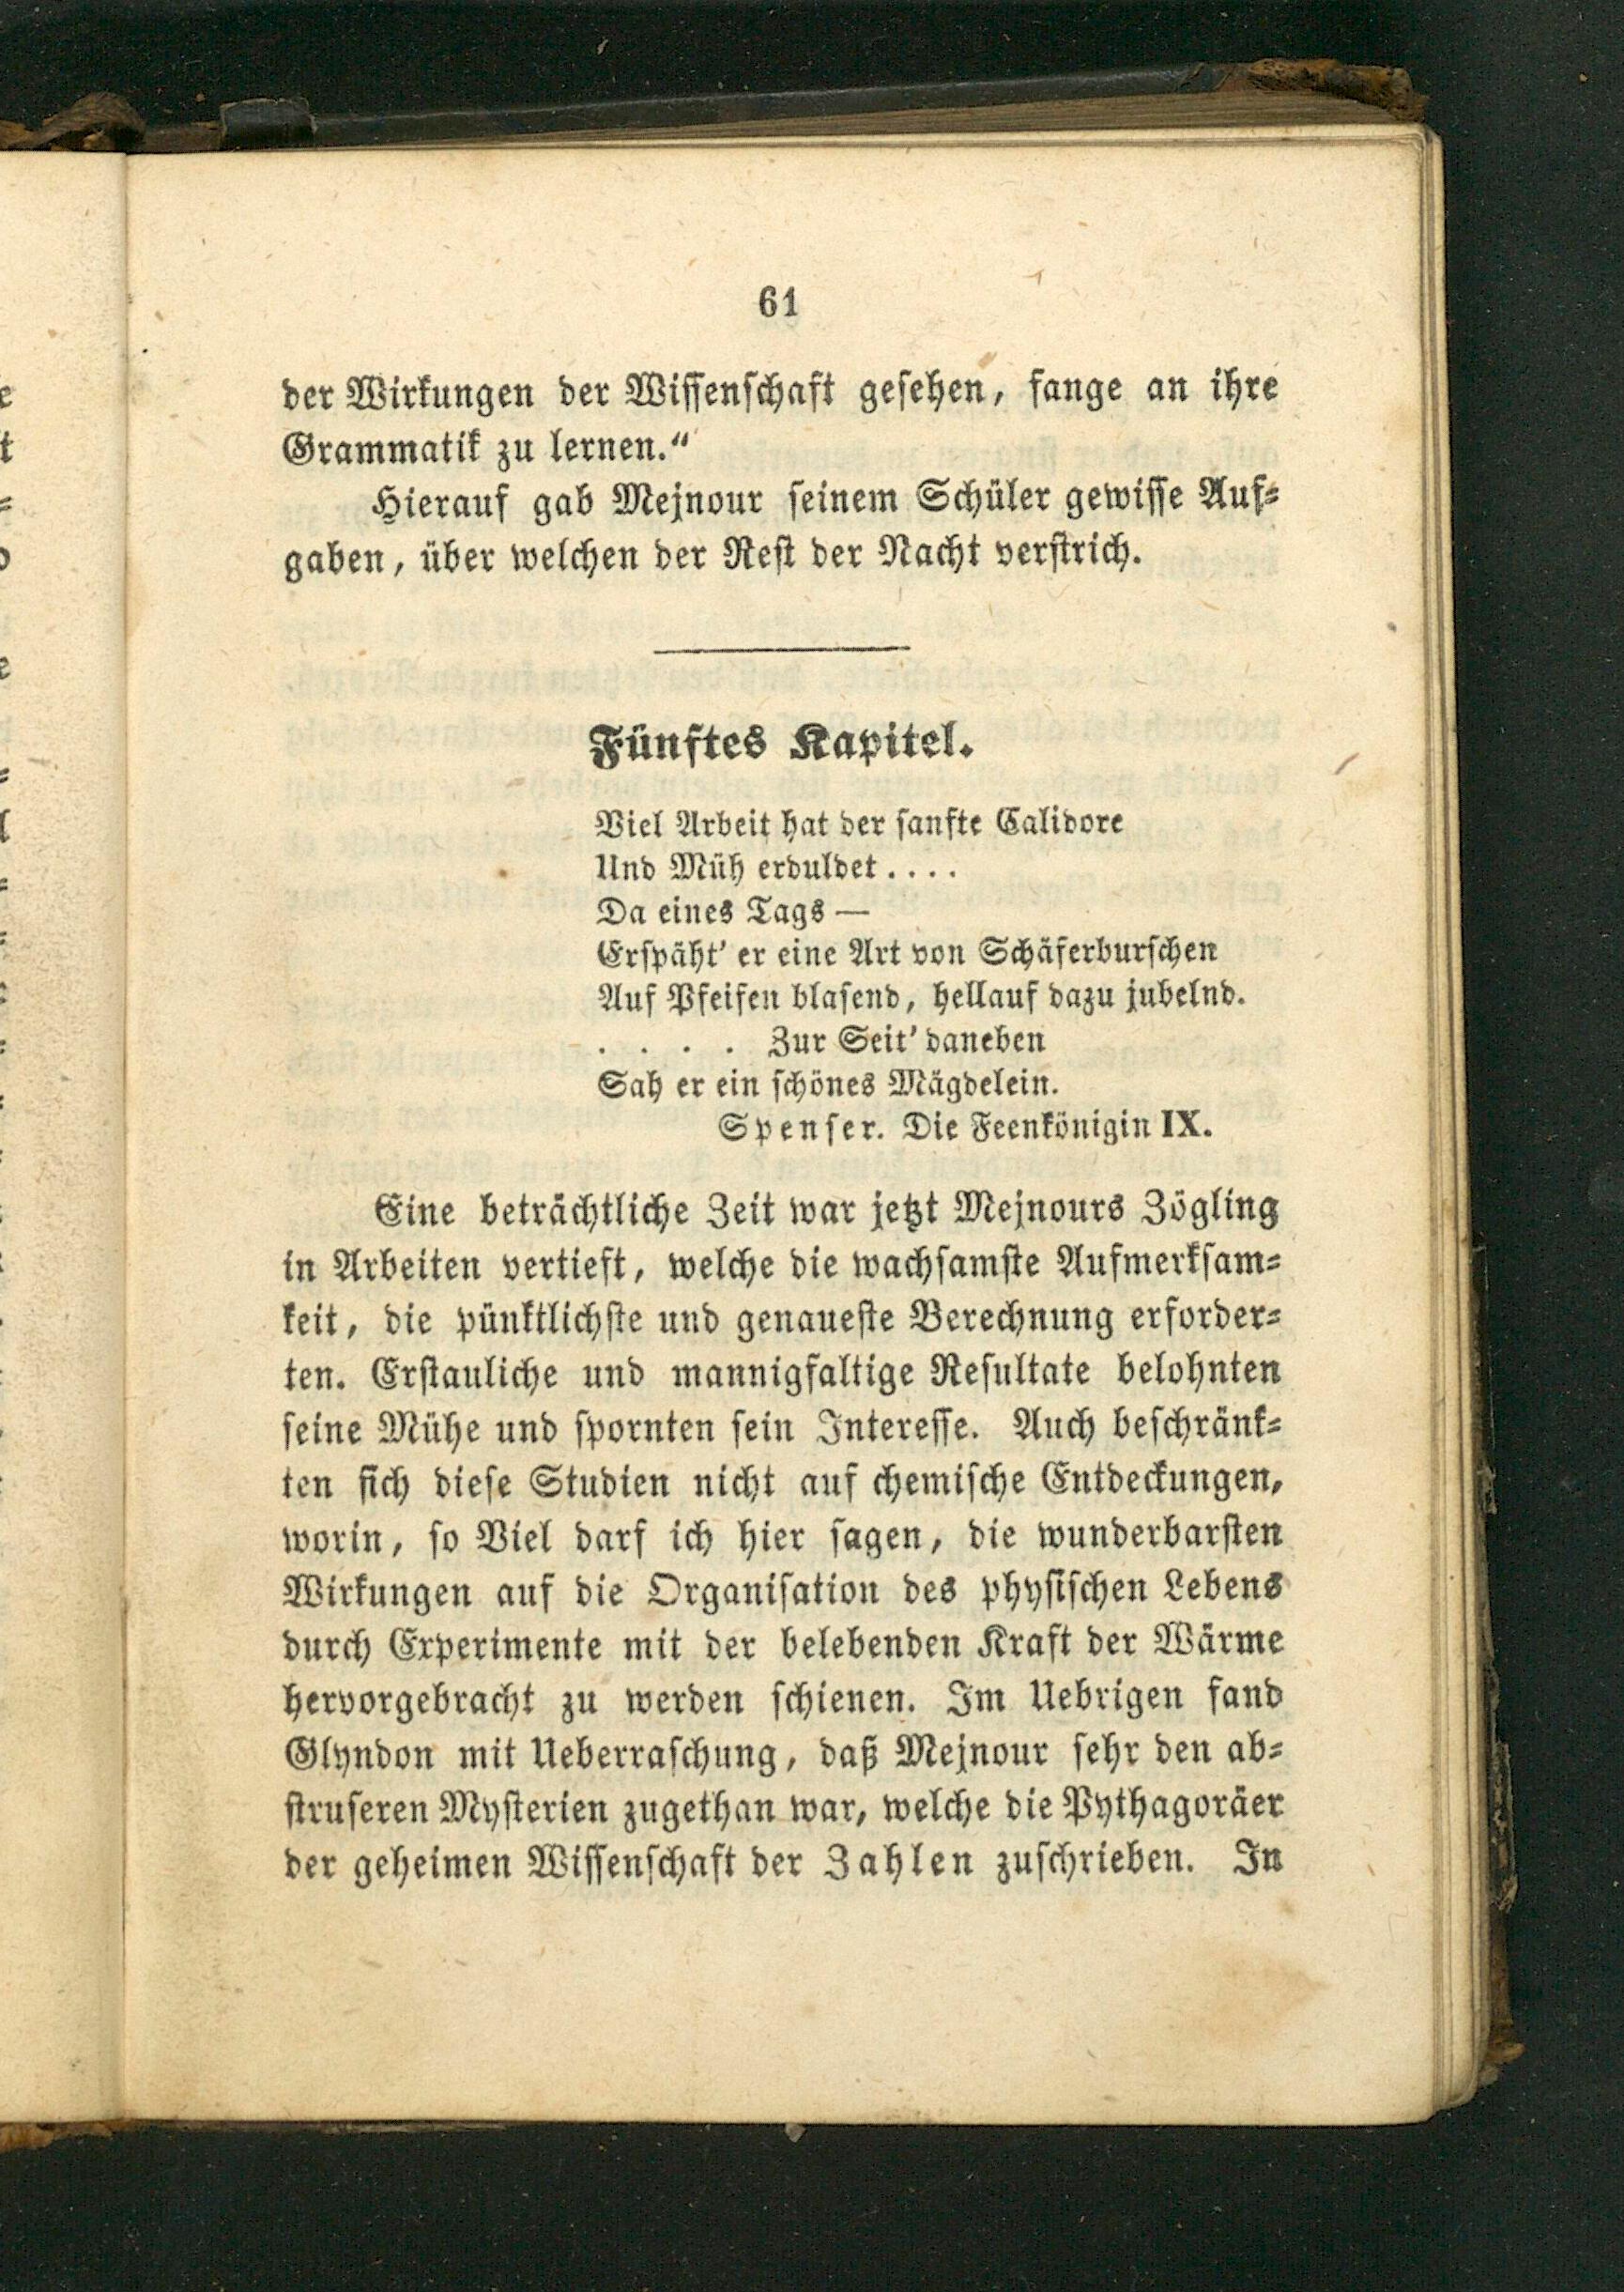 61
der Wirkungen der Wissenschaft gesehen, fange an ihre
Grammatik zu lernen.“
Hierauf gab Mejnour seinem Schüler gewisse Auf-
gaben, über welchen der Rest der Nacht verstrich.
Fünftes Kapitel.
Viel Arbeit hat der sanfte Calidore
Und Müh erduldet....
Da eines Tags —
Erspäht' er eine Art von Schäferburschen
Auf Pfeifen blasend, hellauf dazu jubelnd.
. . . . Zur Seit' daneben
Sah er ein schönes Mägdelein.
Spenser. Die Feenkönigin IX.
Eine beträchtliche Zeit war jetzt Mejnours Zögling
in Arbeiten vertieft, welche die wachsamste Aufmerksam-
keit, die pünktlichste und genaueste Berechnung erforder-
ten. Erstauliche und mannigfaltige Resultate belohnten
seine Mühe und spornten sein Interesse. Auch beschränk-
ten sich diese Studien nicht auf chemische Entdeckungen,
worin, so Viel darf ich hier sagen, die wunderbarsten
Wirkungen auf die Organisation des physischen Lebens
durch Experimente mit der belebenden Kraft der Wärme
hervorgebracht zu werden schienen. Im Uebrigen fand
Glyndon mit Ueberraschung, daß Mejnour sehr den ab-
struseren Mysterien zugethan war, welche die Pythagoräer
der geheimen Wissenschaft der Zahlen zuschrieben. In